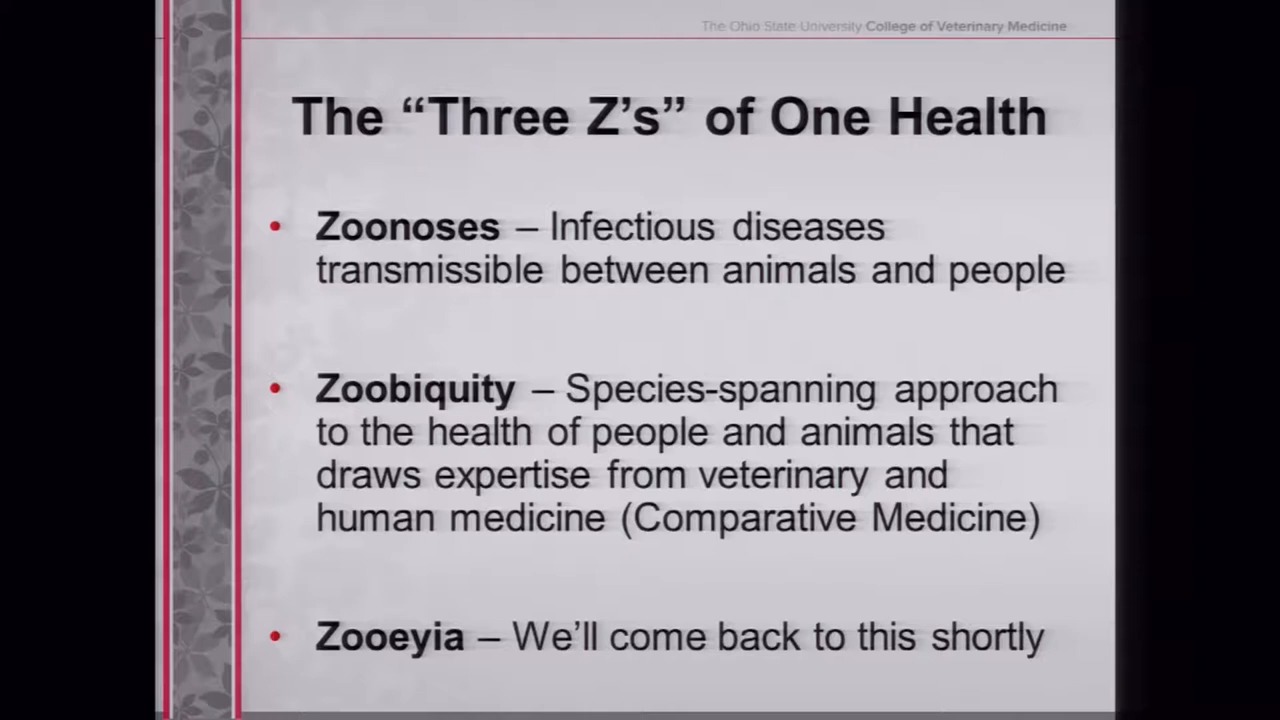 The Ohio State University College of Veterinary Medicine
The “Three Z’s” of One Health
• Zoonoses – Infectious diseases
transmissible between animals and people
• Zoobiquity – Species-spanning approach
to the health of people and animals that
draws expertise from veterinary and
human medicine (Comparative Medicine)
• Zooeyia – We’ll come back to this shortly